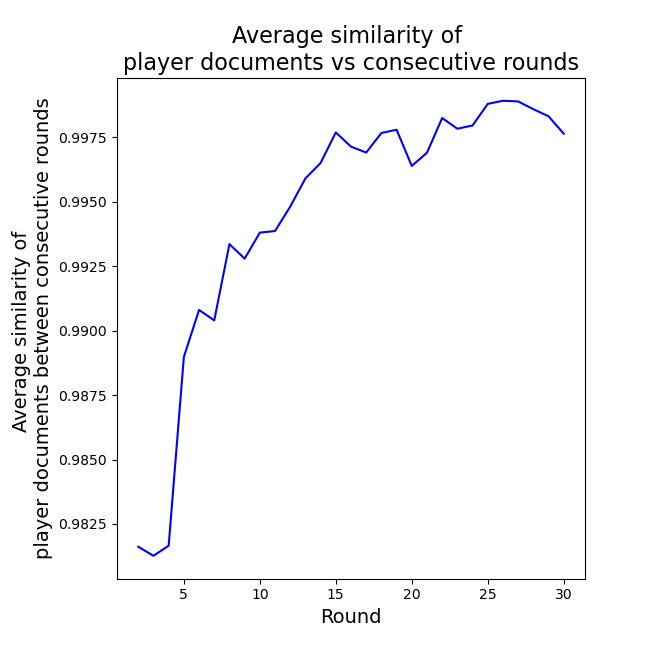 Average similarity of
player documents vs consecutive rounds
Average similarity of
player documents between consecutive rounds
0.9975
0.9950
0.9925
0.9900
0.9875
0.9850
0.9825
5 10 15 20 25 30
Round